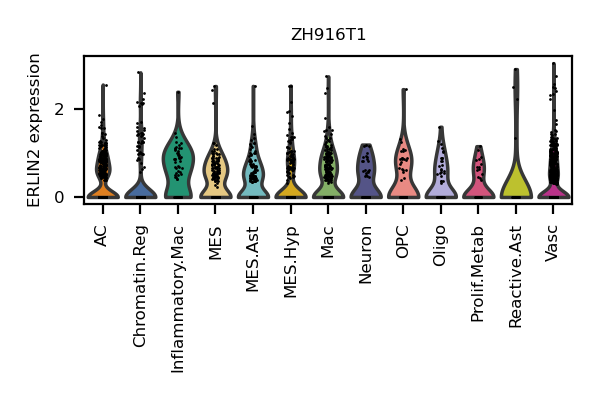 ZH916T1
ERLIN2 expression
2
0
AC
Chromatin.Reg
Inflammatory.Mac
MES
MES.Ast
MES.Hyp
Mac
Neuron
OPC
Oligo
Prolif.Metab
Reactive.Ast
Vasc